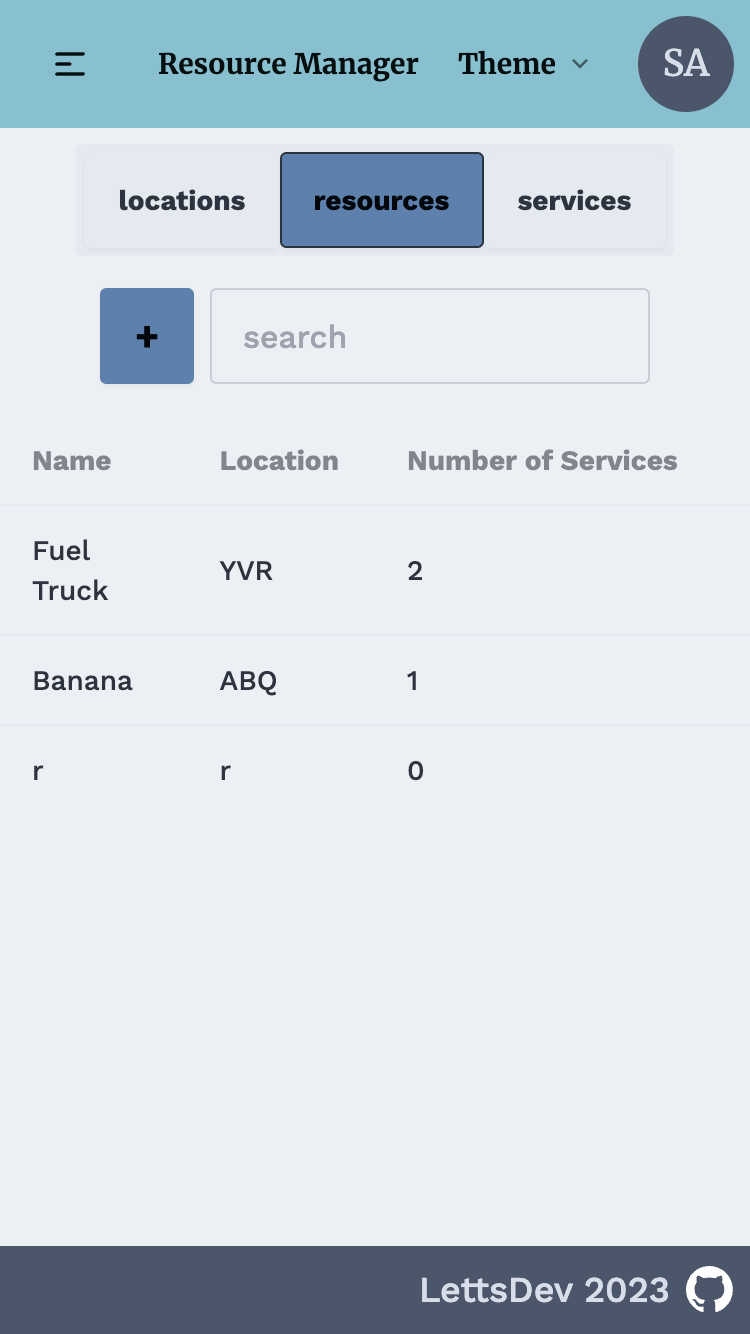 Resource Manager Theme SA
locations resources services
+ search
Name Location Number of Services
Fuel
Truck YVR 2
Banana ABQ 1
r r 0
LettsDev 2023